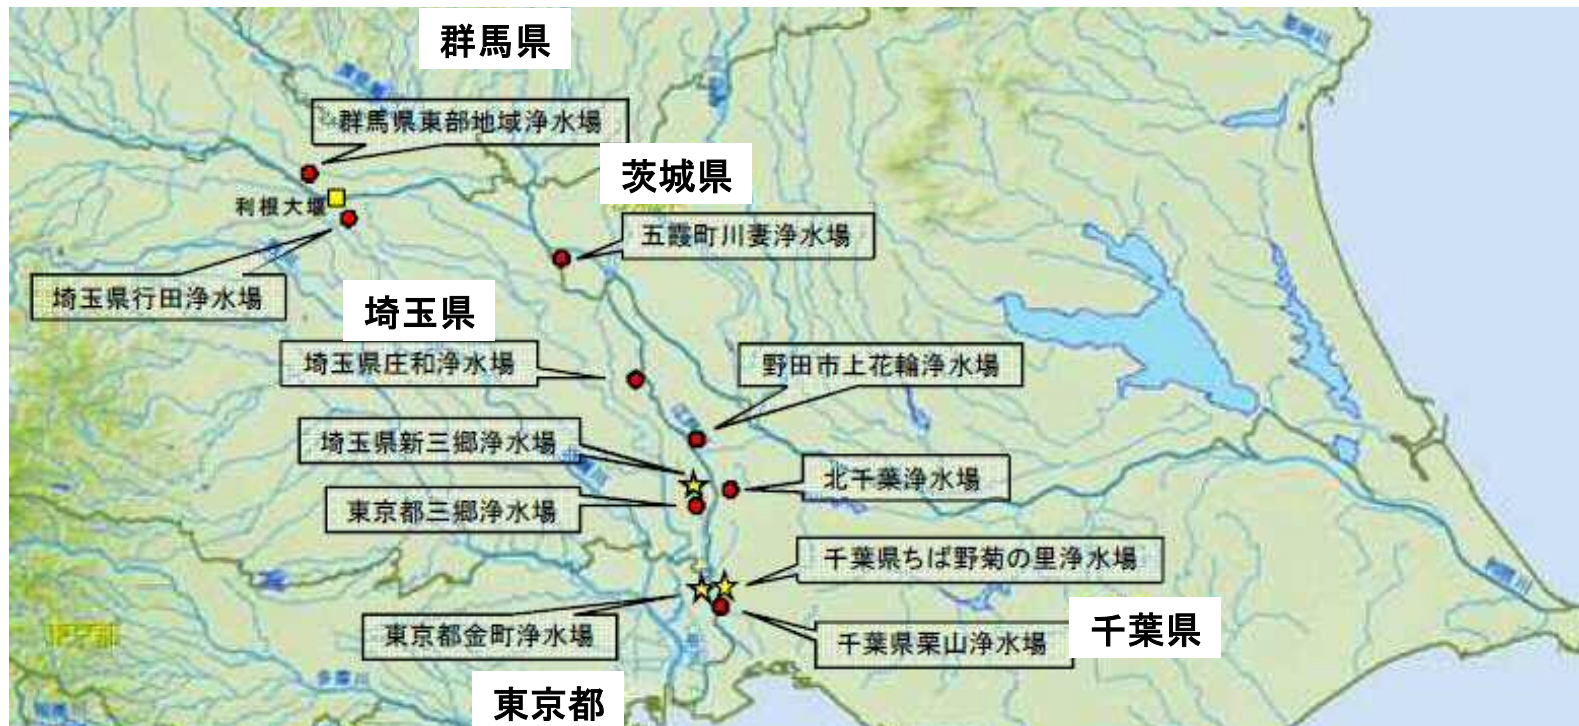 群馬県
群馬県東部地域浄水場
茨城県
利根大堰
五霞町川妻浄水場
埼玉県行田浄水場
埼玉県
埼玉県庄和浄水場
野田市上花輪浄水場
埼玉県新三郷浄水場
北千葉浄水場
東京都三郷浄水場
千葉県ちば野菊の里浄水場
東京都金町浄水場
千葉県栗山浄水場
千葉県
多摩川
東京都